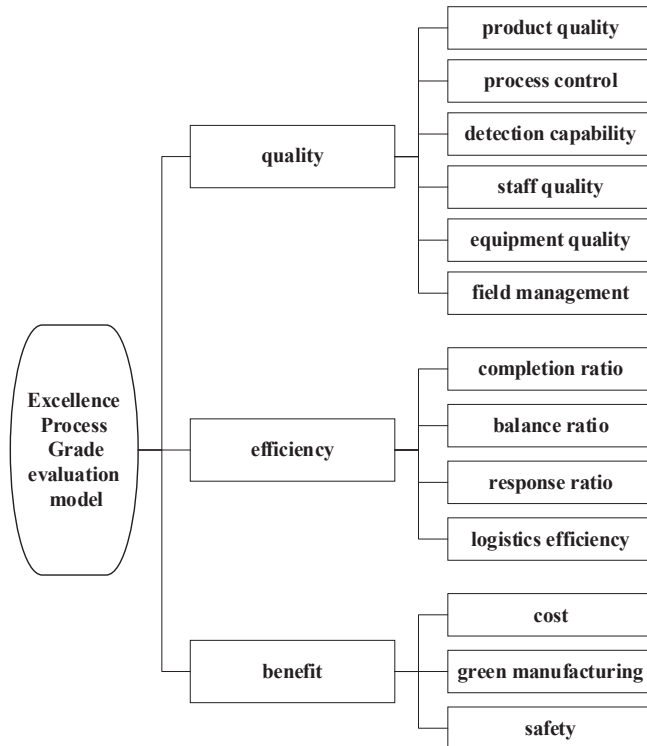 product quality
process control
detection capability
quality
staff quality
equipment quality
field management
Excellence
Process
Grade
evaluation
model
completion ratio
balance ratio
efficiency
response ratio
logistics efficiency
cost
benefit
green manufacturing
safety